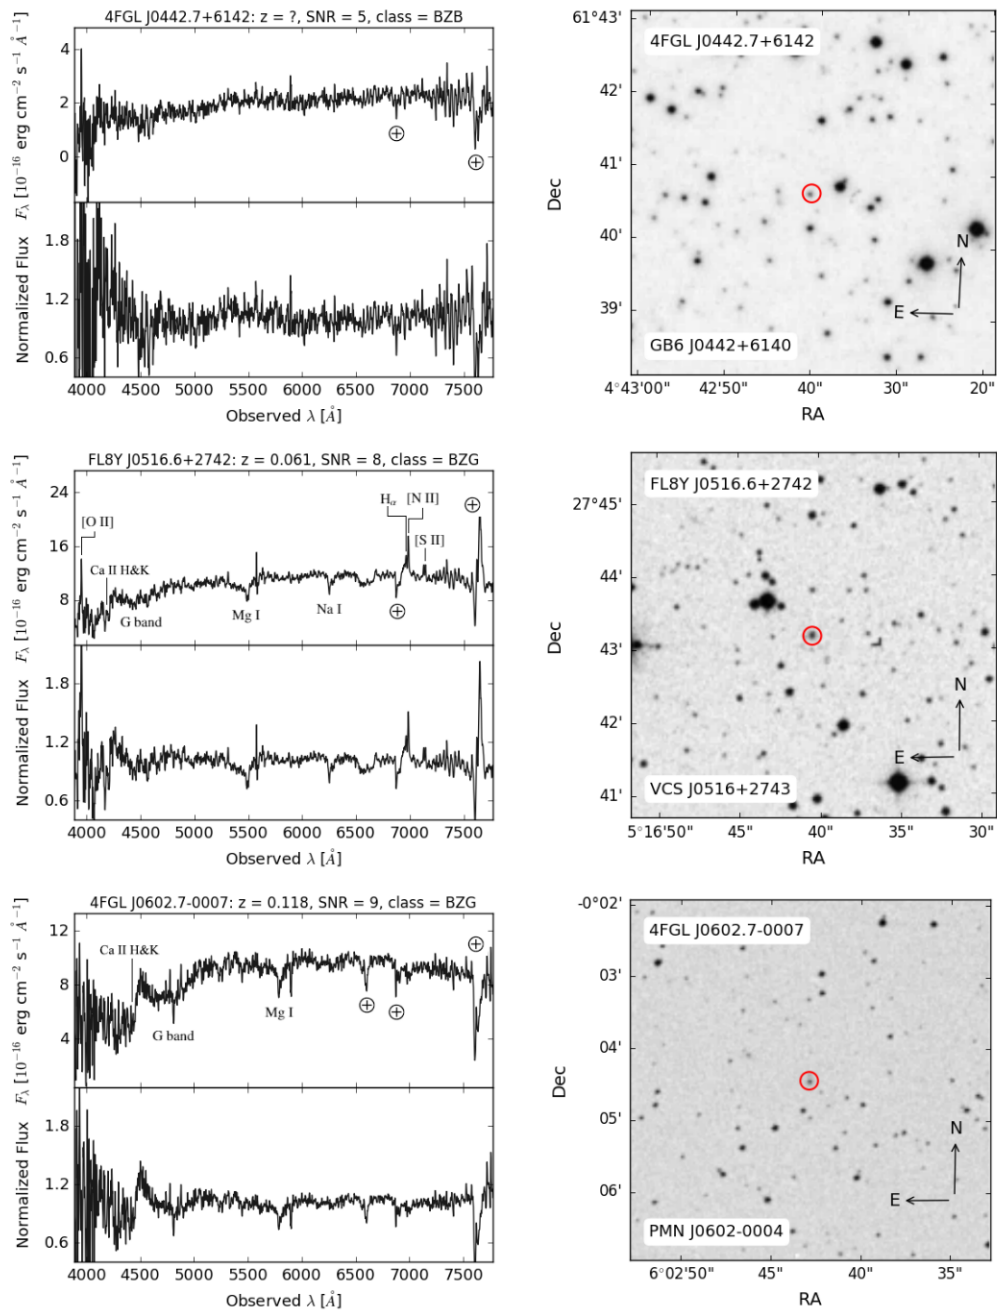 4FGL J0442.7+6142: z = ?, SNR = 5, class = BZB
F_λ [10⁻¹⁶ erg cm⁻² s⁻¹ Å⁻¹]
4
2
0
⊕
⊕
Normalized Flux
1.8
1.2
0.6
4000 4500 5000 5500 6000 6500 7000 7500
Observed λ [Å]
4FGL J0442.7+6142
GB6 J0442+6140
N
E
Dec
61°43'
42'
41'
40'
39'
4°43'00" 42'50" 40" 30" 20"
RA
FL8Y J0516.6+2742: z = 0.061, SNR = 8, class = BZG
F_λ [10⁻¹⁶ erg cm⁻² s⁻¹ Å⁻¹]
24
16
8
[O II]
Ca II H&K
G band
Mg I
Na I
Hα
[N II]
[S II]
⊕
⊕
Normalized Flux
1.8
1.2
0.6
4000 4500 5000 5500 6000 6500 7000 7500
Observed λ [Å]
FL8Y J0516.6+2742
VCS J0516+2743
N
E
Dec
27°45'
44'
43'
42'
41'
5°16'50" 45" 40" 35" 30"
RA
4FGL J0602.7-0007: z = 0.118, SNR = 9, class = BZG
F_λ [10⁻¹⁶ erg cm⁻² s⁻¹ Å⁻¹]
12
8
4
Ca II H&K
G band
Mg I
⊕
⊕
⊕
Normalized Flux
1.8
1.2
0.6
4000 4500 5000 5500 6000 6500 7000 7500
Observed λ [Å]
4FGL J0602.7-0007
PMN J0602-0004
N
E
Dec
-0°02'
03'
04'
05'
06'
6°02'50" 45" 40" 35"
RA